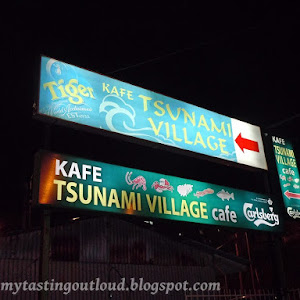 Tiger
KAFE
TSUNAMI
VILLAGE
KAFE
TSUNAMI VILLAGE cafe
Carlsberg
mytastingoutloud.blogspot.com